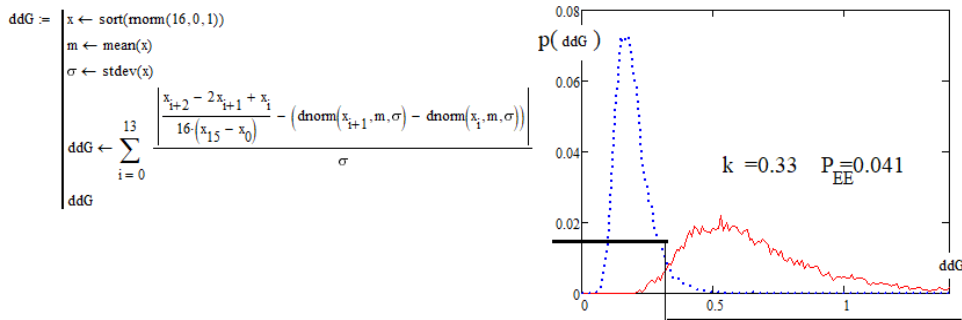 ddG := x ← sort(rnorm(16,0,1))
m ← mean(x)
σ ← stdev(x)
ddG ← ∑_{i = 0}^{13} |(x_{i+2} − 2x_{i+1} + x_i)/(16·(x_{15} − x_0)) − (dnorm(x_{i+1}, m, σ) − dnorm(x_i, m, σ))| / σ
ddG
0.08
p( ddG )
0.06
0.04
k =0.33 P_EE=0.041
0.02
ddG
0
0 0.5 1